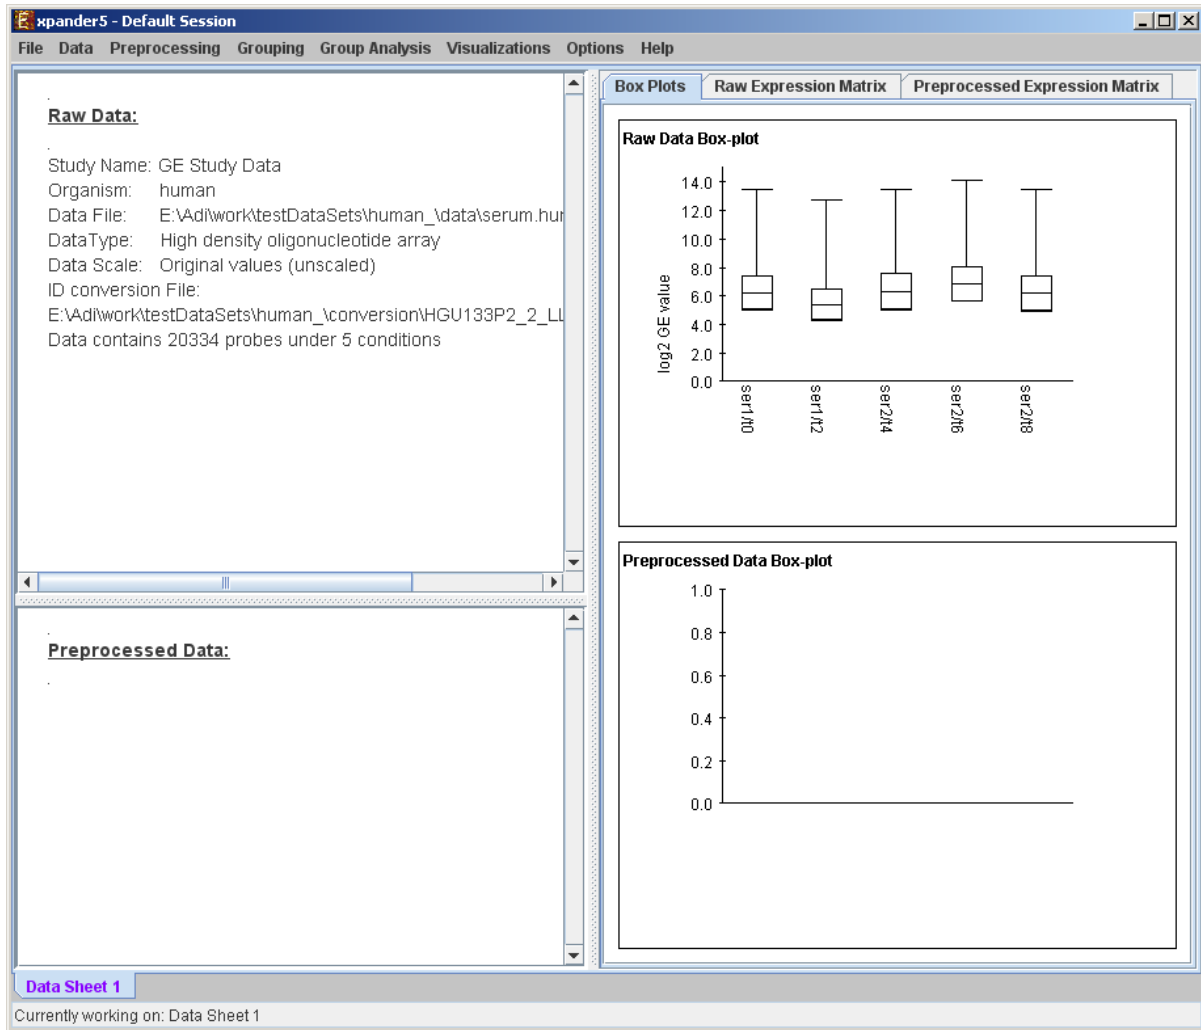 xpander5 - Default Session
File Data Preprocessing Grouping Group Analysis Visualizations Options Help
Raw Data:
Study Name: GE Study Data
Organism: human
Data File: E:\Adi\work\testDataSets\human_\data\serum.hur
DataType: High density oligonucleotide array
Data Scale: Original values (unscaled)
ID conversion File:
E:\Adi\work\testDataSets\human_\conversion\HGU133P2_2_LL
Data contains 20334 probes under 5 conditions
Preprocessed Data:
Box Plots Raw Expression Matrix Preprocessed Expression Matrix
Raw Data Box-plot
log2 GE value
14.0
12.0
10.0
8.0
6.0
4.0
2.0
0.0
ser1/t0
ser1/t2
ser2/t4
ser2/t6
ser2/t8
Preprocessed Data Box-plot
1.0
0.8
0.6
0.4
0.2
0.0
Data Sheet 1
Currently working on: Data Sheet 1